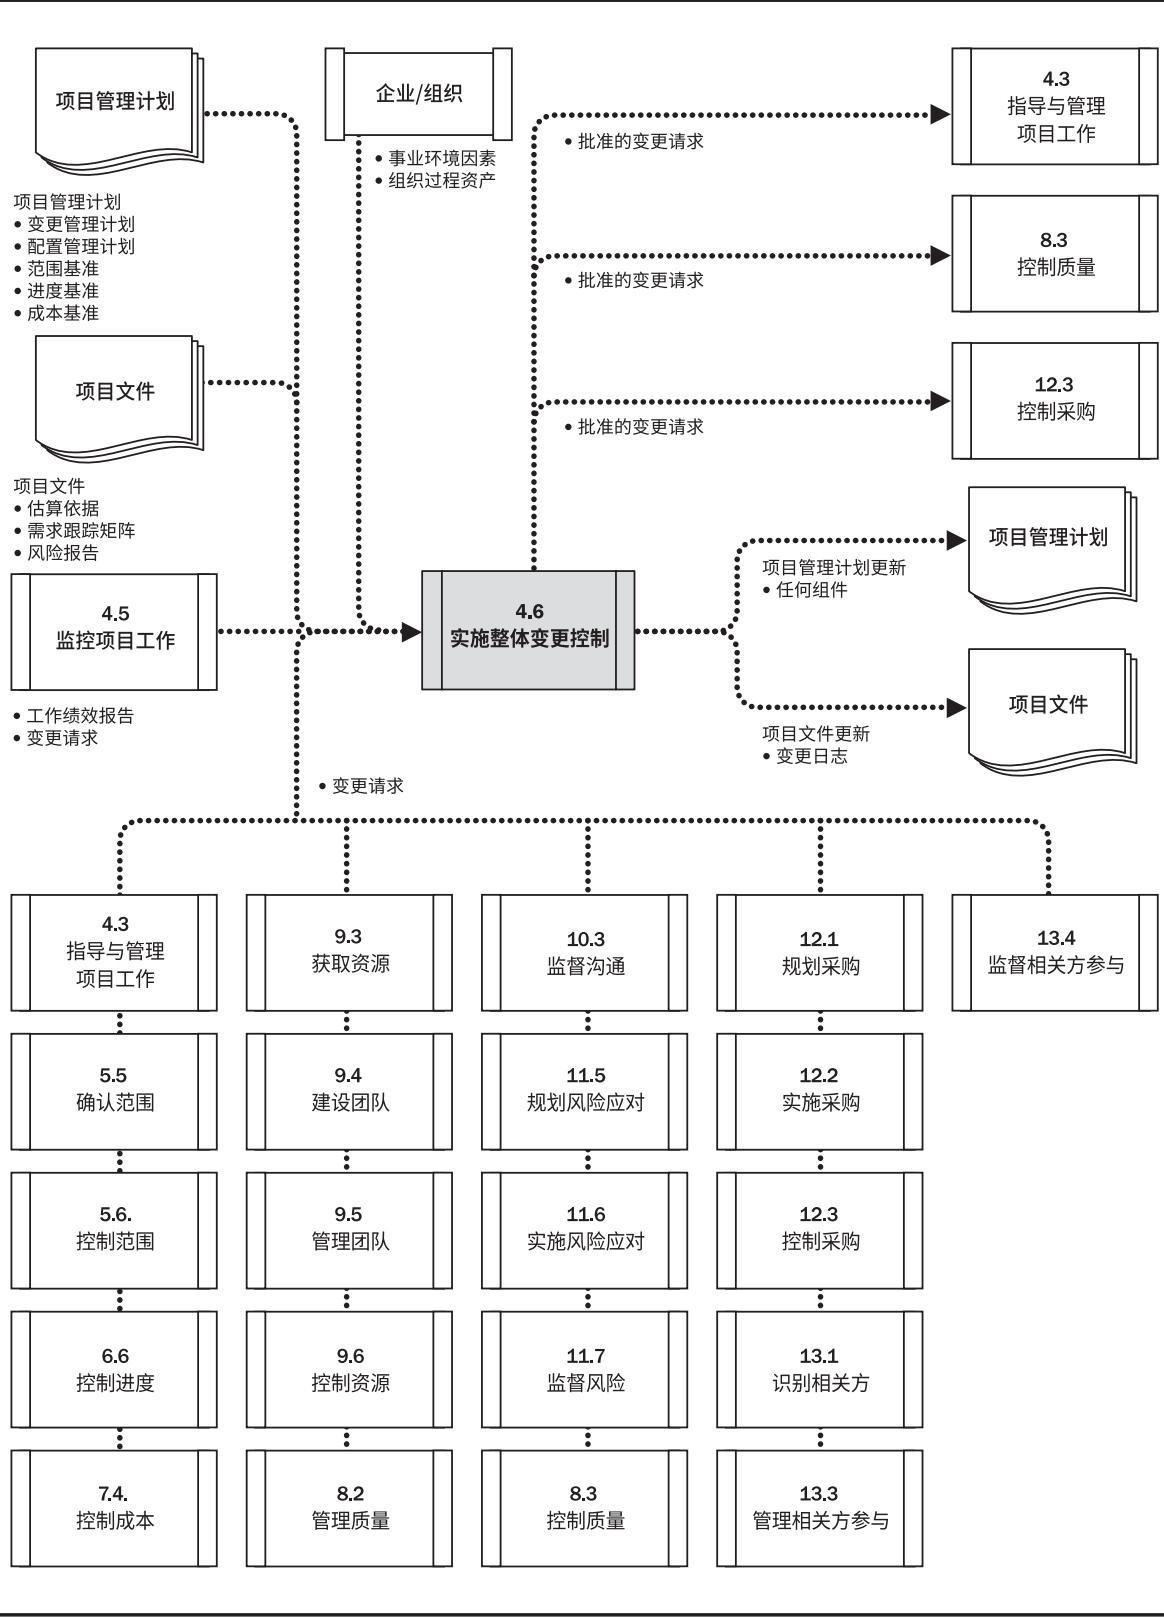 项目管理计划
项目管理计划
● 变更管理计划
● 配置管理计划
● 范围基准
● 进度基准
● 成本基准
项目文件
项目文件
● 估算依据
● 需求跟踪矩阵
● 风险报告
4.5
监控项目工作
● 工作绩效报告
● 变更请求
企业/组织
● 事业环境因素
● 组织过程资产
4.6
实施整体变更控制
● 批准的变更请求
4.3
指导与管理
项目工作
● 批准的变更请求
8.3
控制质量
● 批准的变更请求
12.3
控制采购
项目管理计划更新
● 任何组件
项目管理计划
项目文件更新
● 变更日志
项目文件
● 变更请求
4.3
指导与管理
项目工作
9.3
获取资源
10.3
监督沟通
12.1
规划采购
13.4
监督相关方参与
5.5
确认范围
9.4
建设团队
11.5
规划风险应对
12.2
实施采购
5.6.
控制范围
9.5
管理团队
11.6
实施风险应对
12.3
控制采购
6.6
控制进度
9.6
控制资源
11.7
监督风险
13.1
识别相关方
7.4.
控制成本
8.2
管理质量
8.3
控制质量
13.3
管理相关方参与